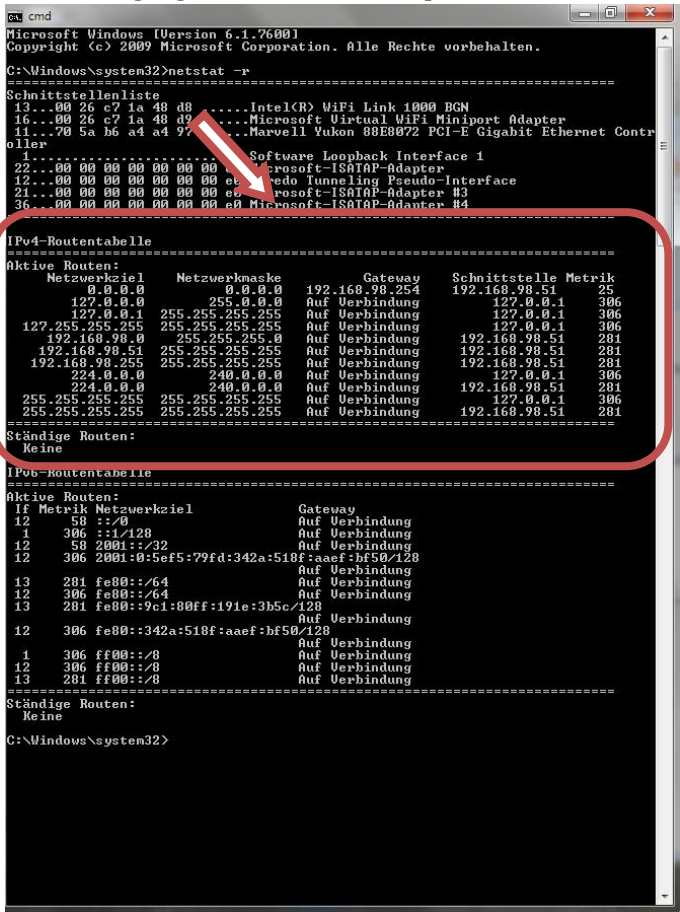 cmd
Microsoft Windows [Version 6.1.7600]
Copyright (c) 2009 Microsoft Corporation. Alle Rechte vorbehalten.
C:\Windows\system32>netstat -r
===========================================================================
Schnittstellenliste
13...00 26 c7 1a 48 d8 ......Intel(R) WiFi Link 1000 BGN
16...00 26 c7 1a 48 d9 ......Microsoft Virtual WiFi Miniport Adapter
11...70 5a b6 a4 a4 97 ......Marvell Yukon 88E8072 PCI-E Gigabit Ethernet Contr
oller
1...........................Software Loopback Interface 1
22...00 00 00 00 00 00 00 e0 Microsoft-ISATAP-Adapter
12...00 00 00 00 00 00 00 e0 Tunneling Pseudo-Interface
21...00 00 00 00 00 00 00 e0 Microsoft-ISATAP-Adapter #3
36...00 00 00 00 00 00 00 e0 Microsoft-ISATAP-Adapter #4
===========================================================================
IPv4-Routentabelle
===========================================================================
Aktive Routen:
Netzwerkziel Netzwerkmaske Gateway Schnittstelle Metrik
0.0.0.0 0.0.0.0 192.168.98.254 192.168.98.51 25
127.0.0.0 255.0.0.0 Auf Verbindung 127.0.0.1 306
127.0.0.1 255.255.255.255 Auf Verbindung 127.0.0.1 306
127.255.255.255 255.255.255.255 Auf Verbindung 127.0.0.1 306
192.168.98.0 255.255.255.0 Auf Verbindung 192.168.98.51 281
192.168.98.51 255.255.255.255 Auf Verbindung 192.168.98.51 281
192.168.98.255 255.255.255.255 Auf Verbindung 192.168.98.51 281
224.0.0.0 240.0.0.0 Auf Verbindung 127.0.0.1 306
224.0.0.0 240.0.0.0 Auf Verbindung 192.168.98.51 281
255.255.255.255 255.255.255.255 Auf Verbindung 127.0.0.1 306
255.255.255.255 255.255.255.255 Auf Verbindung 192.168.98.51 281
===========================================================================
Ständige Routen:
Keine
IPv6-Routentabelle
===========================================================================
Aktive Routen:
If Metrik Netzwerkziel Gateway
12 58 ::/0 Auf Verbindung
1 306 ::1/128 Auf Verbindung
12 58 2001::/32 Auf Verbindung
12 306 2001:0:5ef5:79fd:342a:518f:aaef:bf50/128
Auf Verbindung
13 281 fe80::/64 Auf Verbindung
12 306 fe80::/64 Auf Verbindung
13 281 fe80::9c1:80ff:191e:3b5c/128
Auf Verbindung
12 306 fe80::342a:518f:aaef:bf50/128
Auf Verbindung
1 306 ff00::/8 Auf Verbindung
12 306 ff00::/8 Auf Verbindung
13 281 ff00::/8 Auf Verbindung
===========================================================================
Ständige Routen:
Keine
C:\Windows\system32>